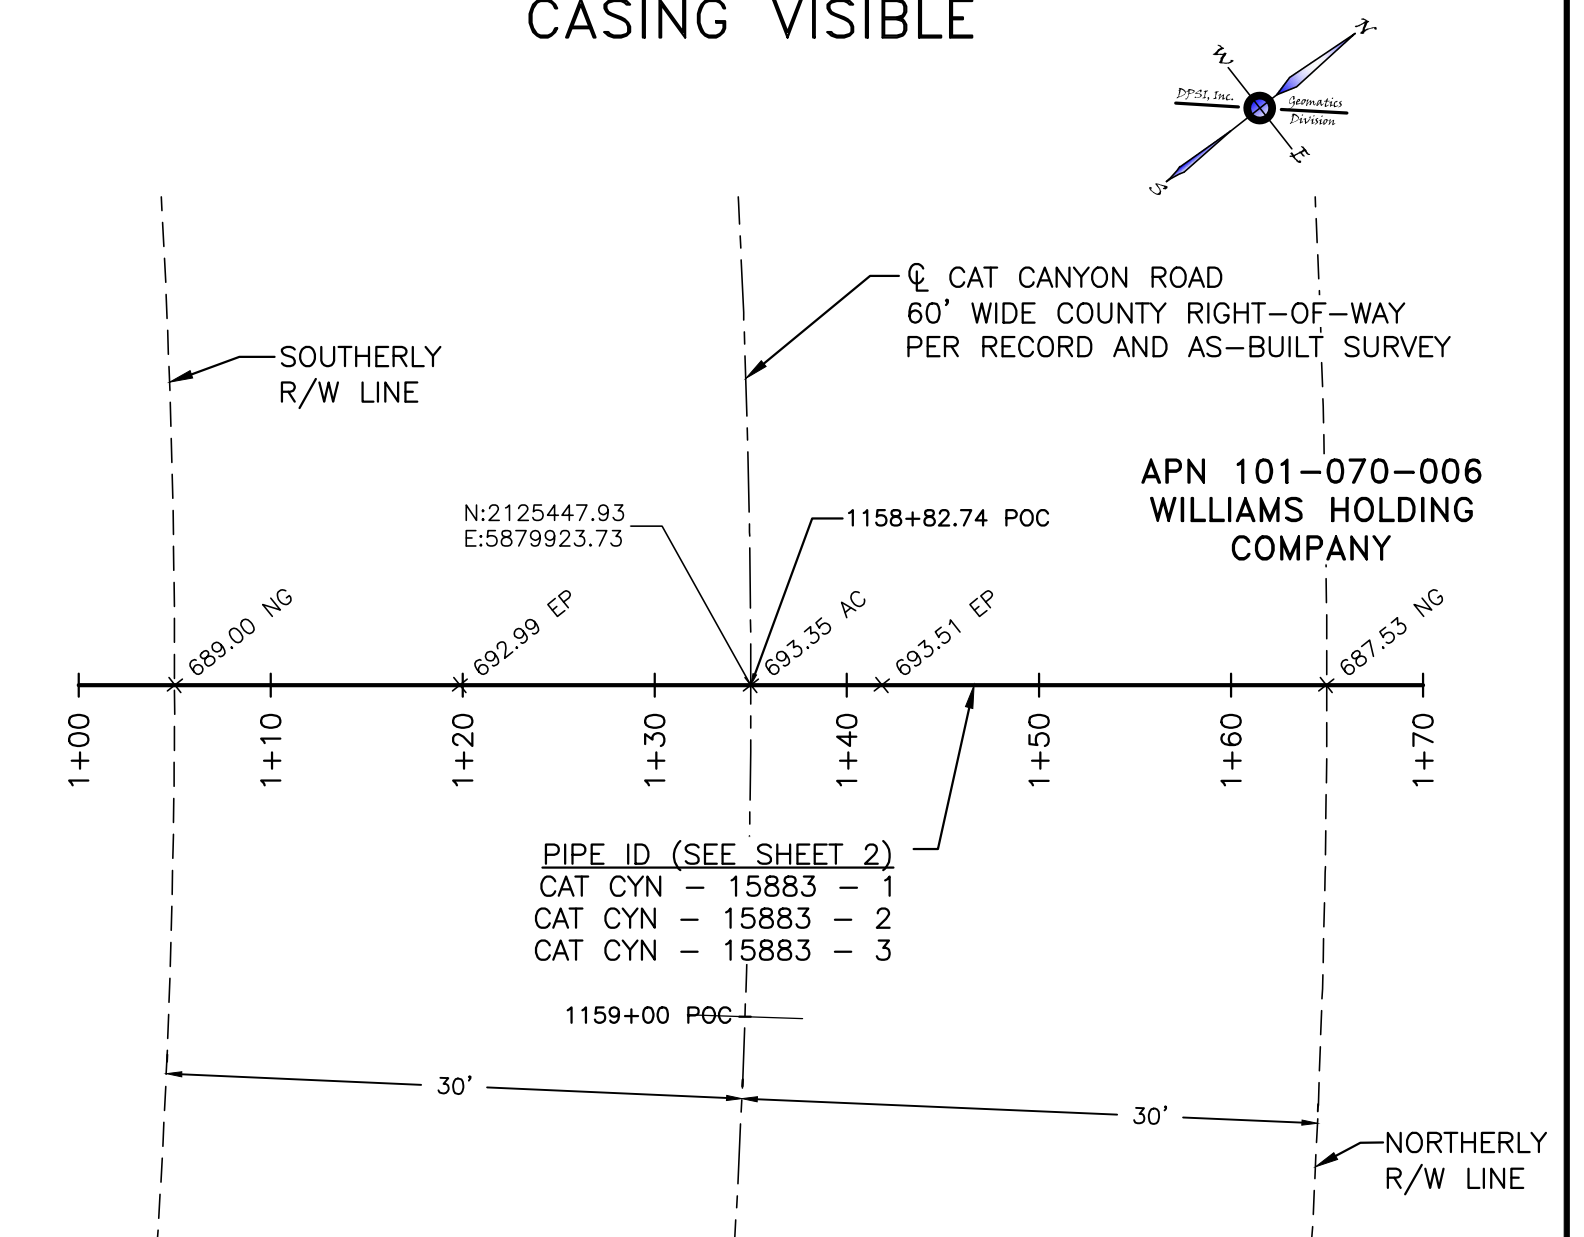 CASING VISIBLE
N
W
DPSI, Inc.
Geomatics
Division
E
S
℄ CAT CANYON ROAD
60' WIDE COUNTY RIGHT-OF-WAY
PER RECORD AND AS-BUILT SURVEY
SOUTHERLY
R/W LINE
APN 101-070-006
WILLIAMS HOLDING
COMPANY
N:2125447.93
E:5879923.73
1158+82.74 POC
689.00 NG
692.99 EP
693.35 AC
693.51 EP
687.53 NG
1+00
1+10
1+20
1+30
1+40
1+50
1+60
1+70
PIPE ID (SEE SHEET 2)
CAT CYN - 15883 - 1
CAT CYN - 15883 - 2
CAT CYN - 15883 - 3
1159+00 POC
30'
30'
NORTHERLY
R/W LINE